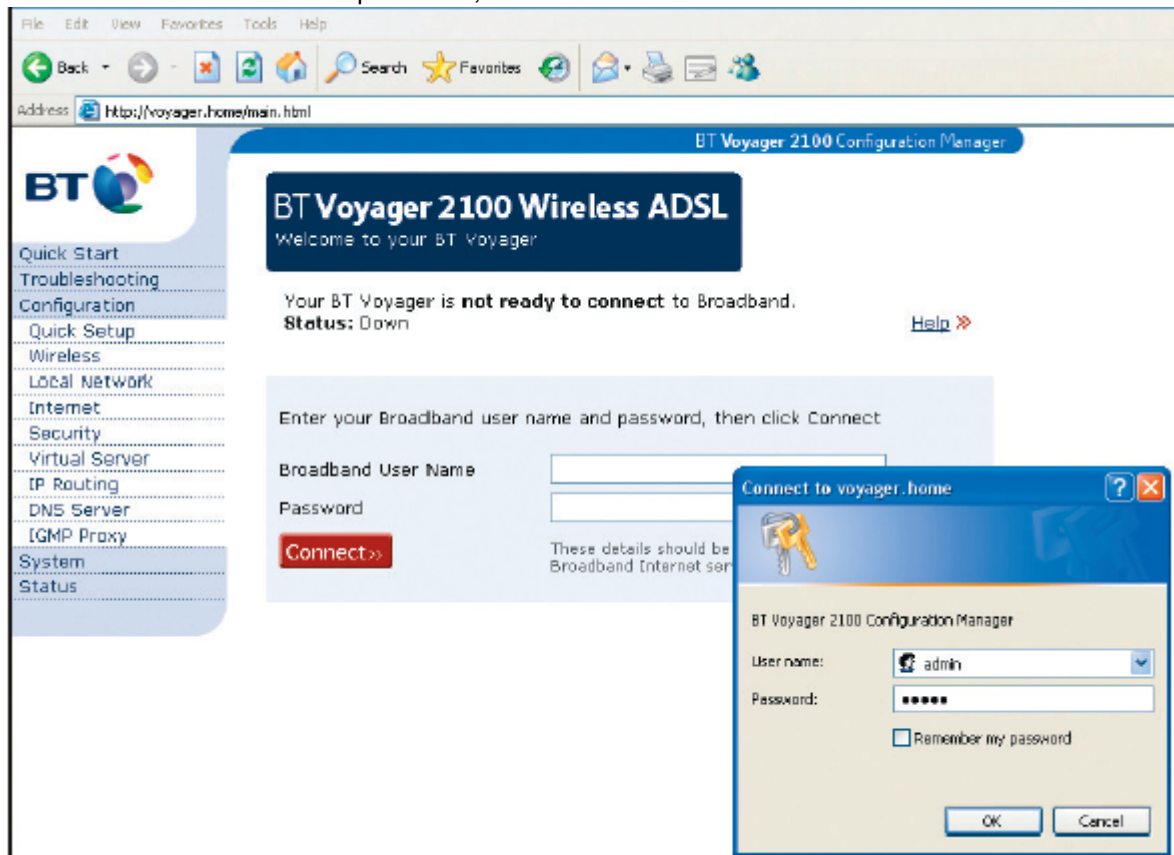 File Edit View Favorites Tools Help
Back Search Favorites
Address http://voyager.home/main.html
BT Voyager 2100 Configuration Manager
BT
BT Voyager 2100 Wireless ADSL
Welcome to your BT Voyager
Quick Start
Troubleshooting
Configuration
Quick Setup
Wireless
Local Network
Internet
Security
Virtual Server
IP Routing
DNS Server
IGMP Proxy
System
Status
Your BT Voyager is not ready to connect to Broadband.
Status: Down
Help »
Enter your Broadband user name and password, then click Connect
Broadband User Name
Password
Connect »
These details should be
Broadband Internet ser
Connect to voyager.home
BT Voyager 2100 Configuration Manager
User name: admin
Password: •••••
Remember my password
OK Cancel